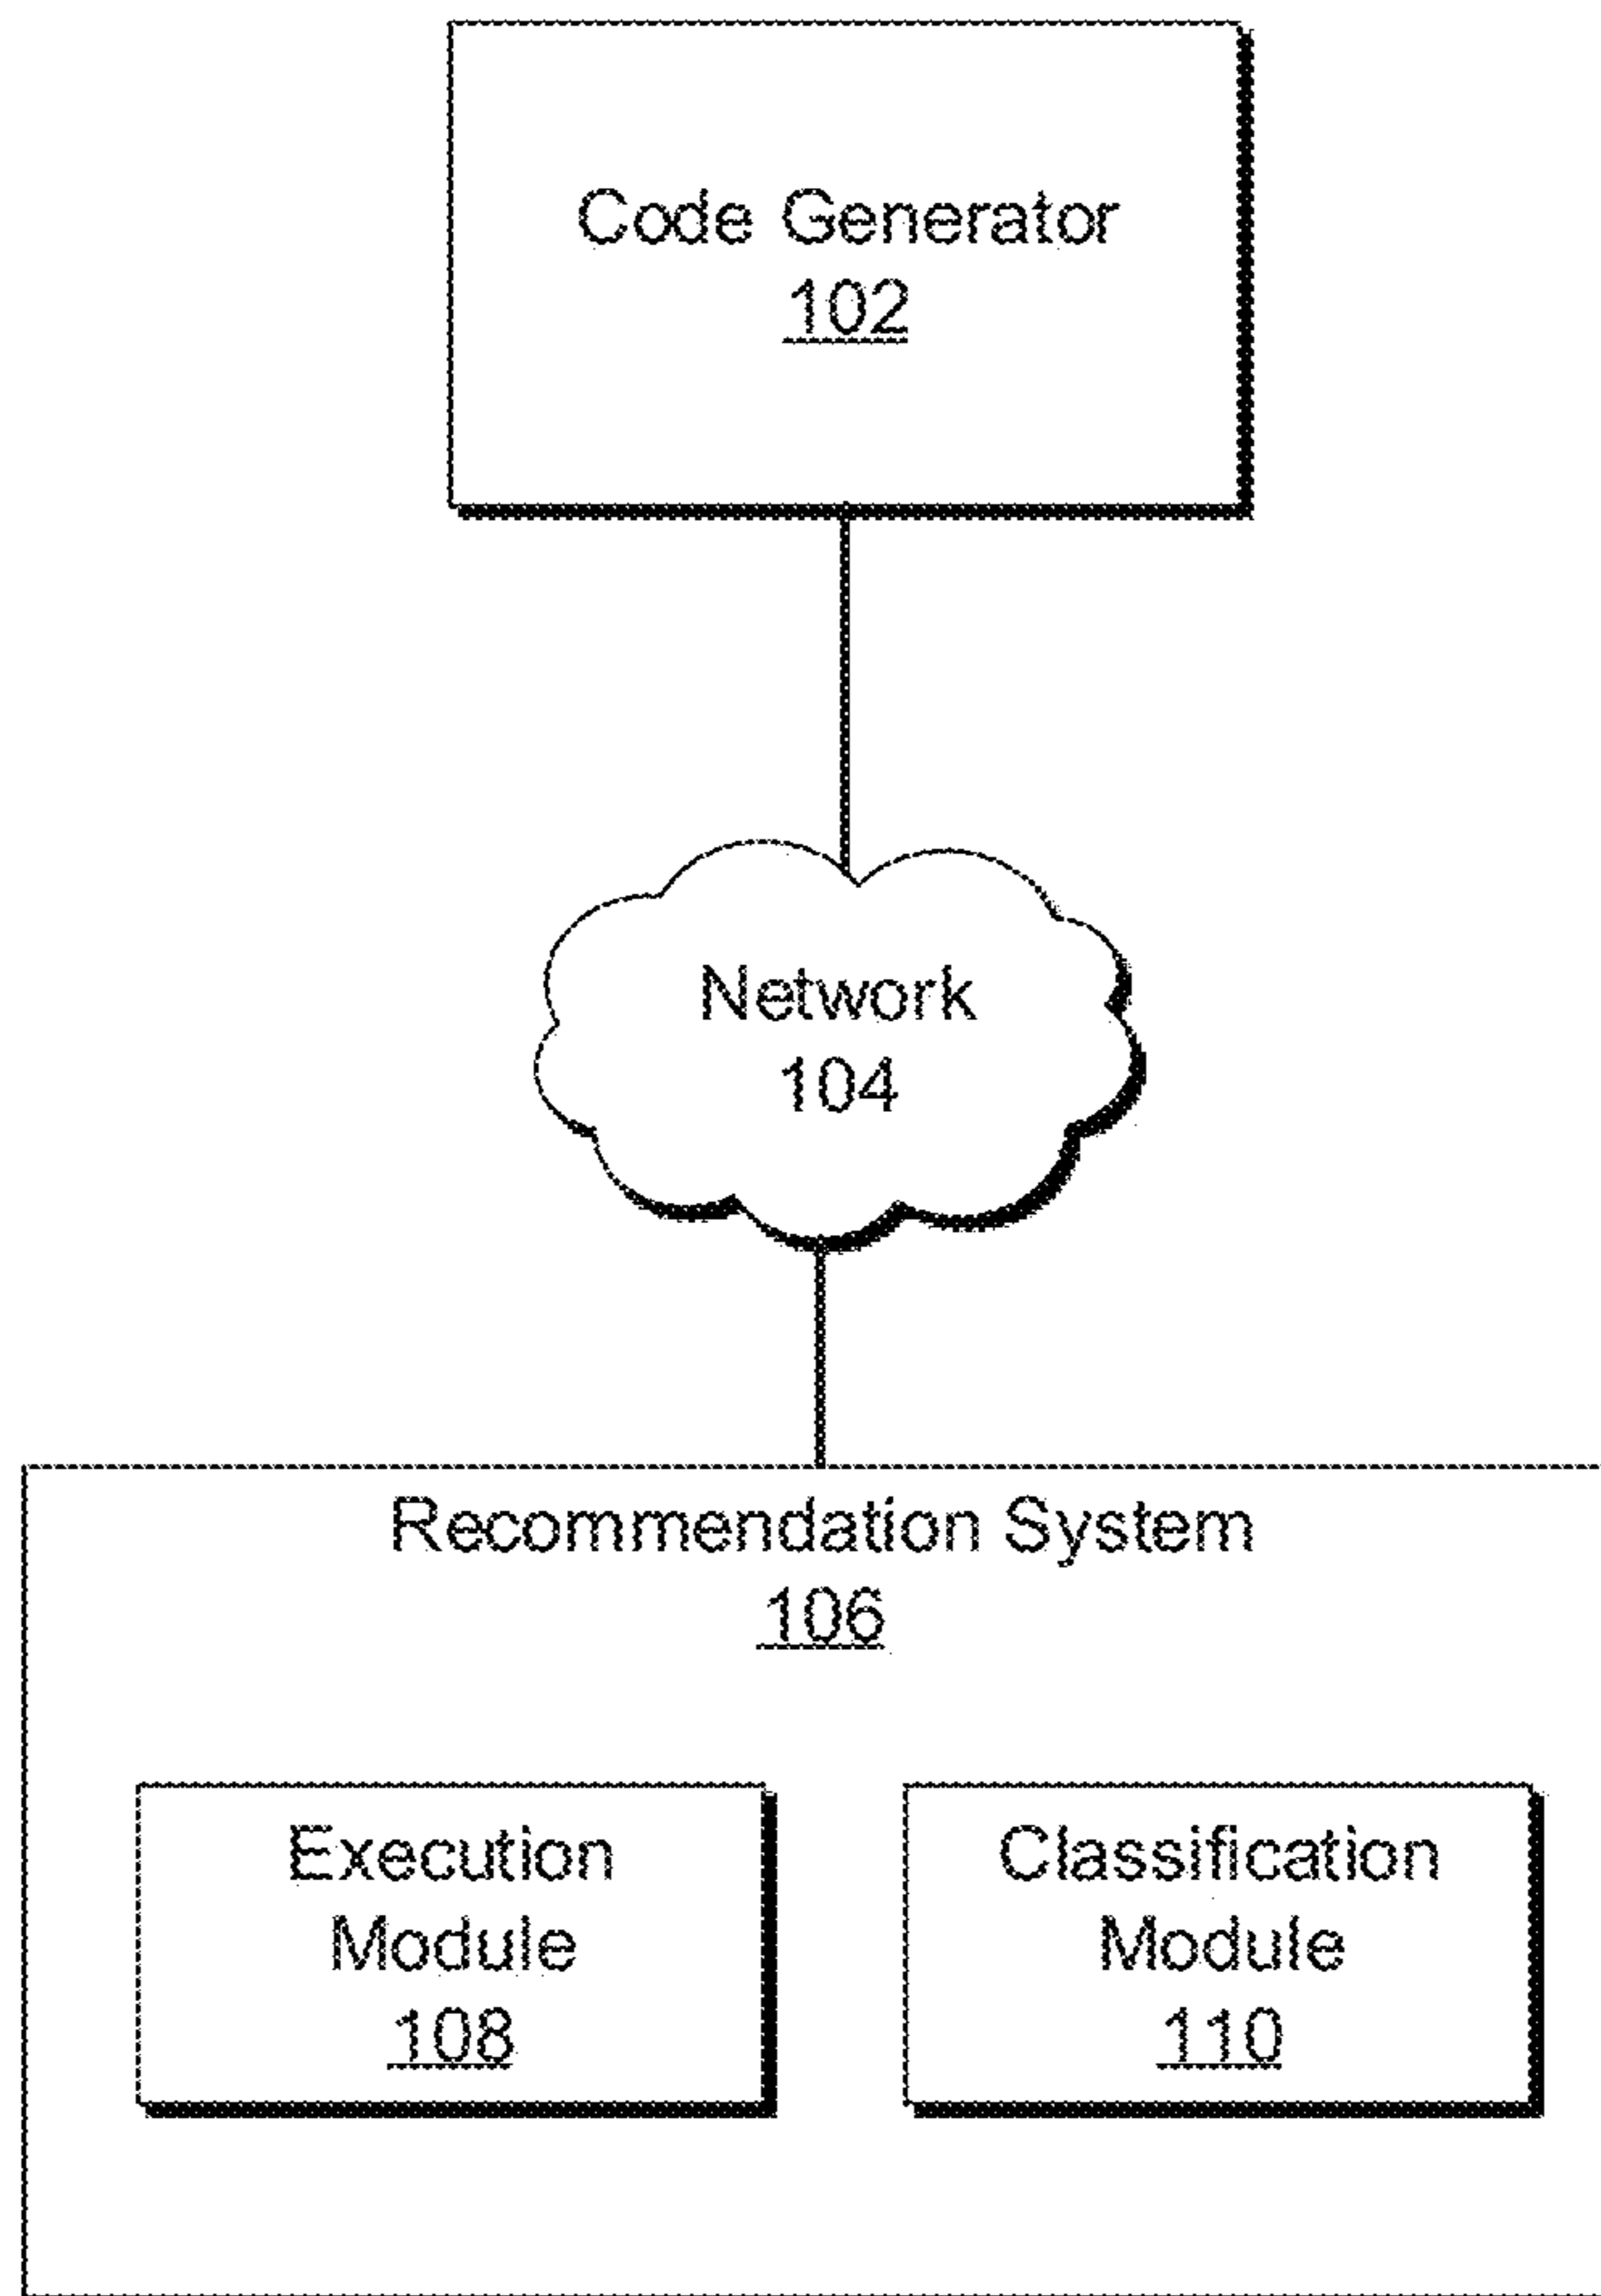 Code Generator
102
Network
104
Recommendation System
106
Execution
Module
108
Classification
Module
110